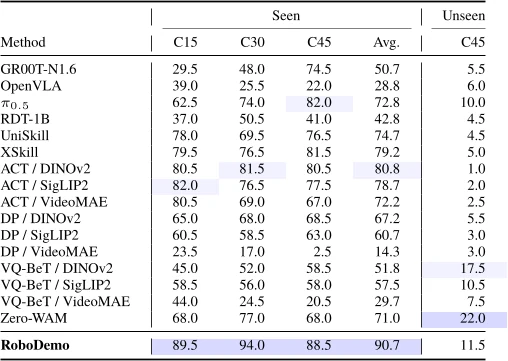 Seen Unseen
Method C15 C30 C45 Avg. C45
GR00T-N1.6 29.5 48.0 74.5 50.7 5.5
OpenVLA 39.0 25.5 22.0 28.8 6.0
π0.5 62.5 74.0 82.0 72.8 10.0
RDT-1B 37.0 50.5 41.0 42.8 4.5
UniSkill 78.0 69.5 76.5 74.7 4.5
XSkill 79.5 76.5 81.5 79.2 5.0
ACT / DINOv2 80.5 81.5 80.5 80.8 1.0
ACT / SigLIP2 82.0 76.5 77.5 78.7 2.0
ACT / VideoMAE 80.5 69.0 67.0 72.2 2.5
DP / DINOv2 65.0 68.0 68.5 67.2 5.5
DP / SigLIP2 60.5 58.5 63.0 60.7 3.0
DP / VideoMAE 23.5 17.0 2.5 14.3 3.0
VQ-BeT / DINOv2 45.0 52.0 58.5 51.8 17.5
VQ-BeT / SigLIP2 58.5 56.0 58.0 57.5 10.5
VQ-BeT / VideoMAE 44.0 24.5 20.5 29.7 7.5
Zero-WAM 68.0 77.0 68.0 71.0 22.0
RoboDemo 89.5 94.0 88.5 90.7 11.5